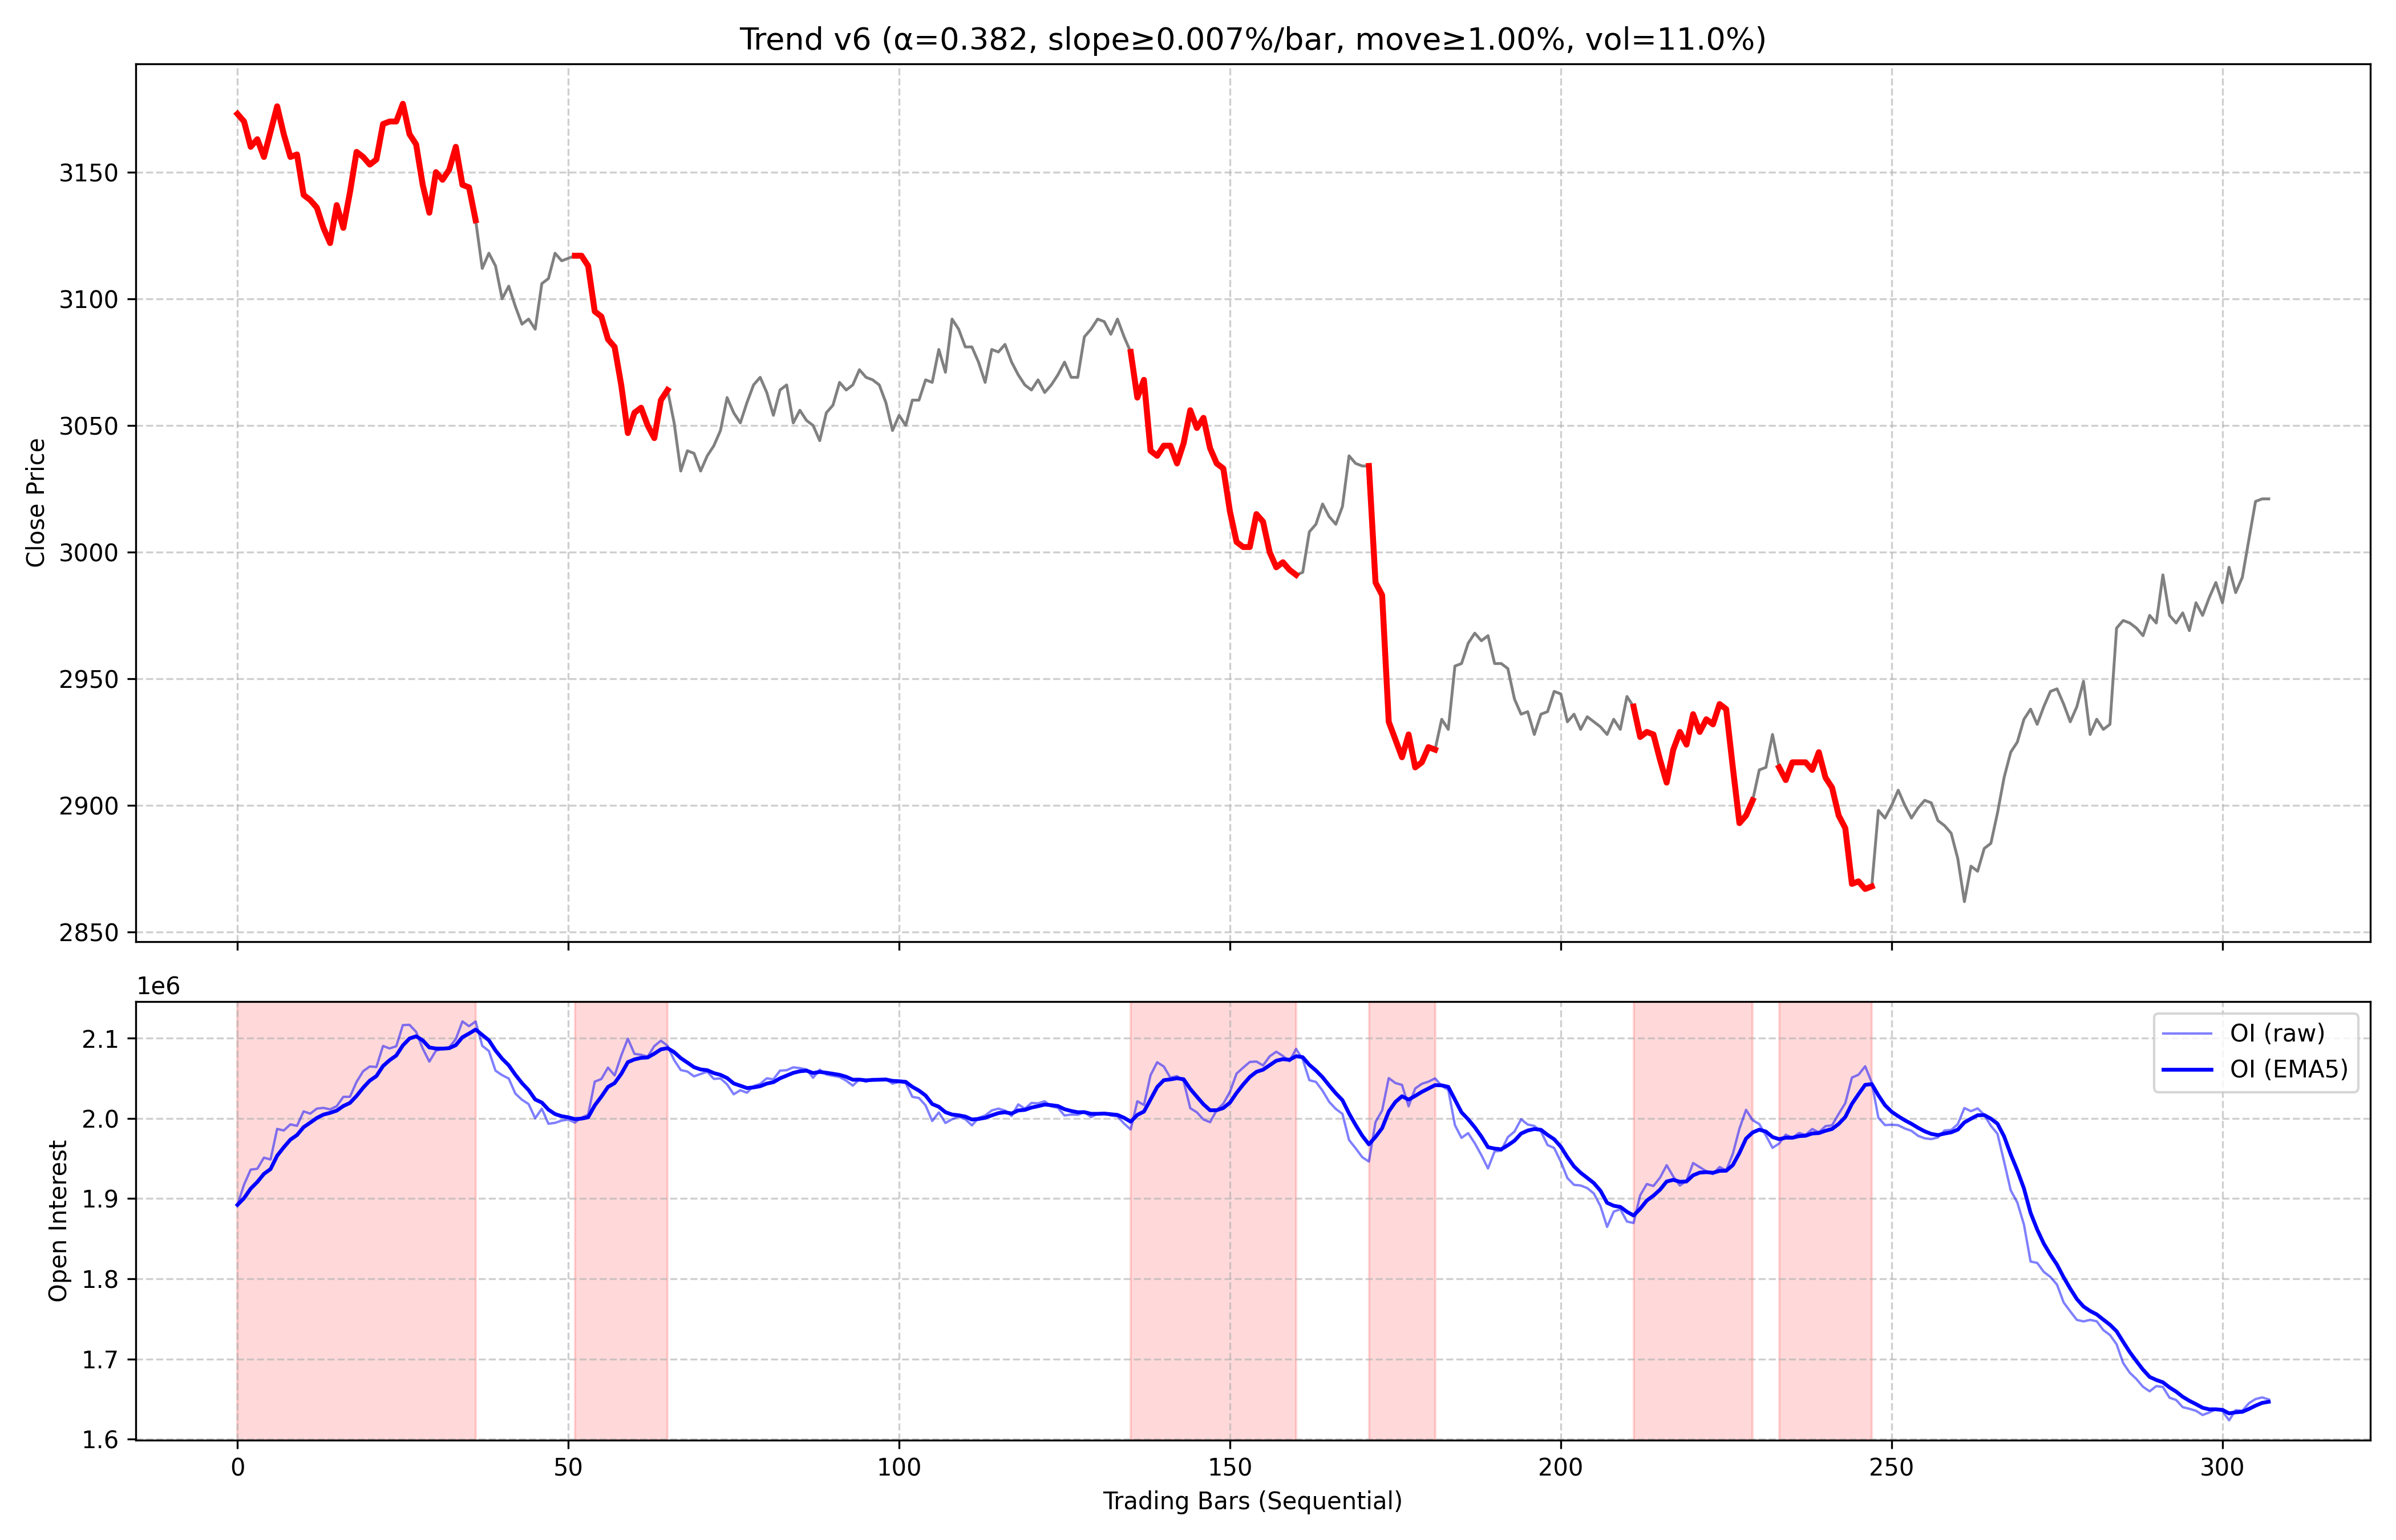 Trend v6 (α=0.382, slope≥0.007%/bar, move≥1.00%, vol=11.0%)
Close Price
3150
3100
3050
3000
2950
2900
2850
1e6
Open Interest
2.1
2.0
1.9
1.8
1.7
1.6
OI (raw)
OI (EMA5)
0
50
100
150
200
250
300
Trading Bars (Sequential)